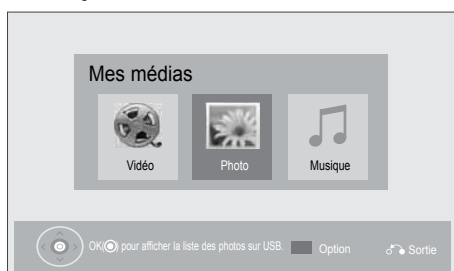 Mes médias
Vidéo Photo Musique
OK(◉) pour afficher la liste des photos sur USB. Option Sortie